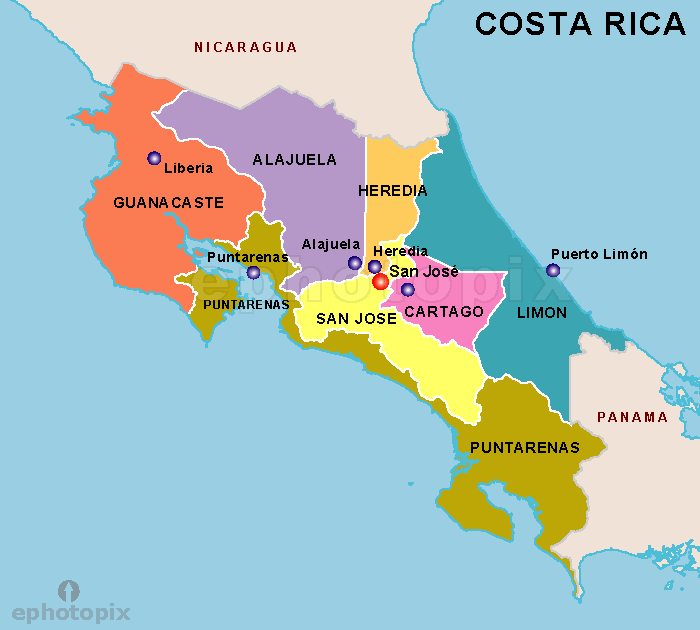 COSTA RICA
NICARAGUA
ALAJUELA
Liberia
HEREDIA
GUANACASTE
Alajuela
Heredia
Puntarenas
Puerto Limón
San José
ephotopix
PUNTARENAS
CARTAGO
LIMON
SAN JOSE
PANAMA
PUNTARENAS
ephotopix